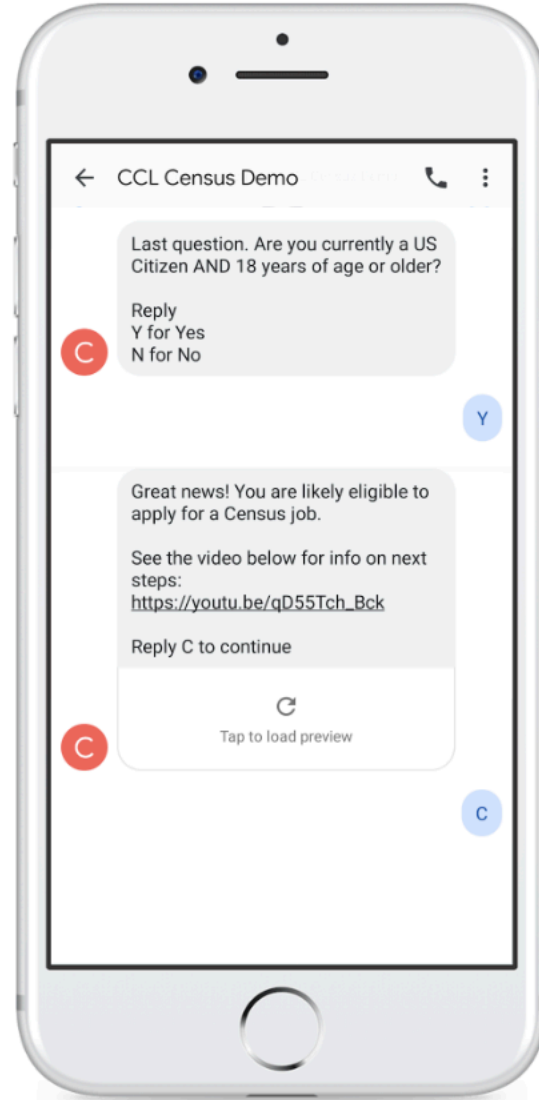 CCL Census Demo
Last question. Are you currently a US
Citizen AND 18 years of age or older?
Reply
Y for Yes
N for No
C
Y
Great news! You are likely eligible to
apply for a Census job.
See the video below for info on next
steps:
https://youtu.be/qD55Tch_Bck
Reply C to continue
Tap to load preview
C
C